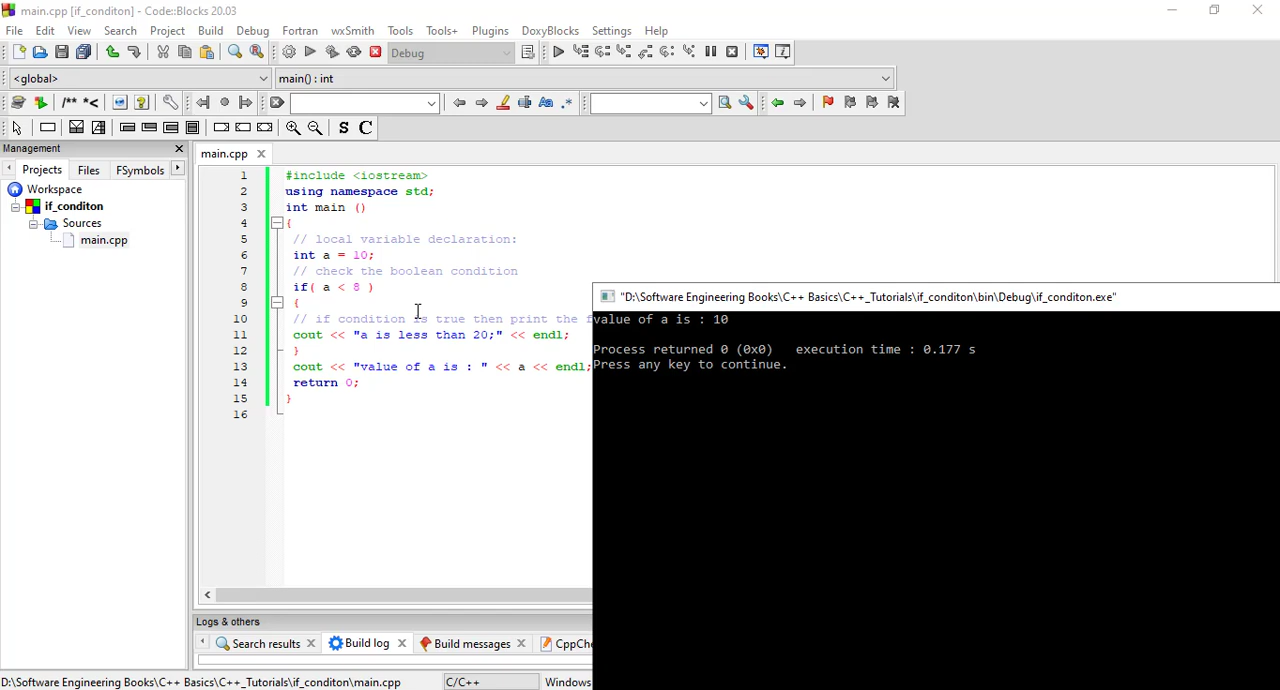 main.cpp [if_conditon] - Code::Blocks 20.03
File Edit View Search Project Build Debug Fortran wxSmith Tools Tools+ Plugins DoxyBlocks Settings Help
Debug
<global> main() : int
/** *< Aa .*
S C
Management
Projects Files FSymbols
Workspace
if_conditon
Sources
main.cpp
main.cpp
1 #include <iostream>
2 using namespace std;
3 int main ()
4 {
5 // local variable declaration:
6 int a = 10;
7 // check the boolean condition
8 if( a < 8 )
9 {
10 // if condition is true then print the f
11 cout << "a is less than 20;" << endl;
12 }
13 cout << "value of a is : " << a << endl;
14 return 0;
15 }
16
"D:\Software Engineering Books\C++ Basics\C++_Tutorials\if_conditon\bin\Debug\if_conditon.exe"
value of a is : 10
Process returned 0 (0x0) execution time : 0.177 s
Press any key to continue.
Logs & others
Search results Build log Build messages CppChe
D:\Software Engineering Books\C++ Basics\C++_Tutorials\if_conditon\main.cpp C/C++ Windows